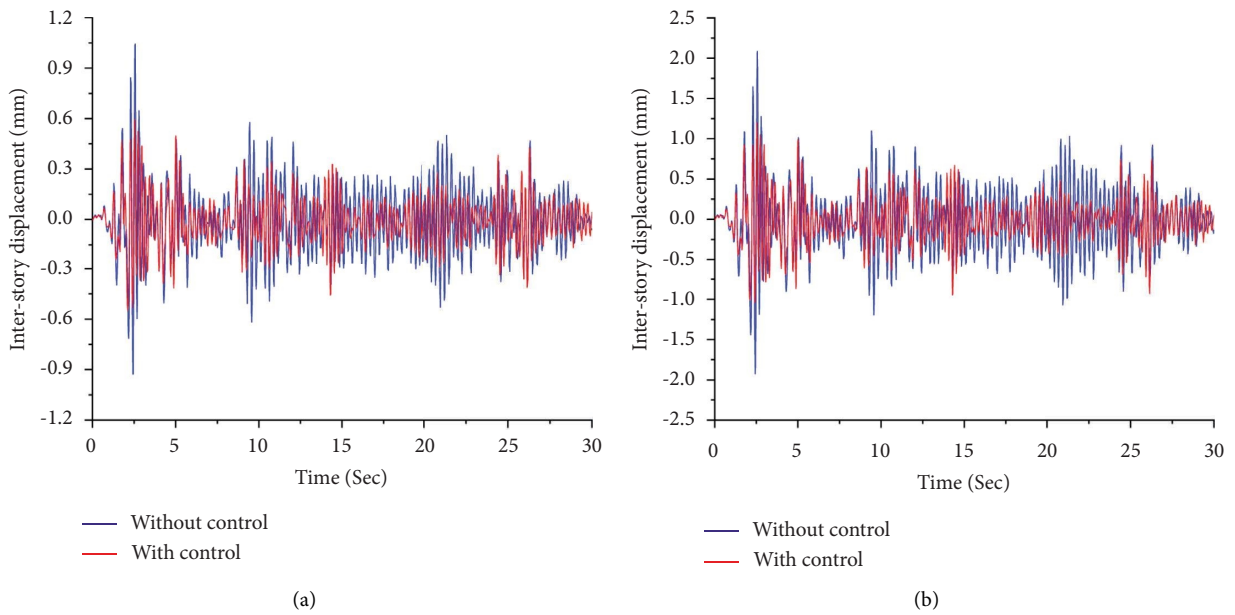 Inter-story displacement (mm)
1.2
0.9
0.6
0.3
0.0
-0.3
-0.6
-0.9
-1.2
0 5 10 15 20 25 30
Time (Sec)
Without control
With control
(a)
Inter-story displacement (mm)
2.5
2.0
1.5
1.0
0.5
0.0
-0.5
-1.0
-1.5
-2.0
-2.5
0 5 10 15 20 25 30
Time (Sec)
Without control
With control
(b)